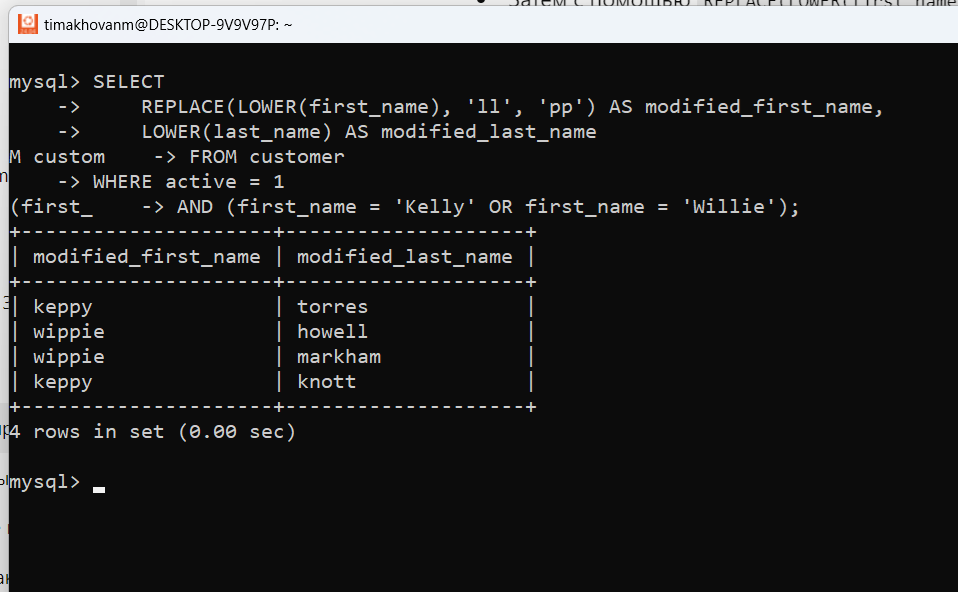 Затем с помощью REPLACE(LOWER(first_name
timakhovanm@DESKTOP-9V9V97P: ~
mysql> SELECT
    ->     REPLACE(LOWER(first_name), 'll', 'pp') AS modified_first_name,
    ->     LOWER(last_name) AS modified_last_name
M custom    -> FROM customer
    -> WHERE active = 1
(first_    -> AND (first_name = 'Kelly' OR first_name = 'Willie');
+---------------------+--------------------+
| modified_first_name | modified_last_name |
+---------------------+--------------------+
| keppy               | torres             |
| wippie              | howell             |
| wippie              | markham            |
| keppy               | knott              |
+---------------------+--------------------+
4 rows in set (0.00 sec)
mysql>